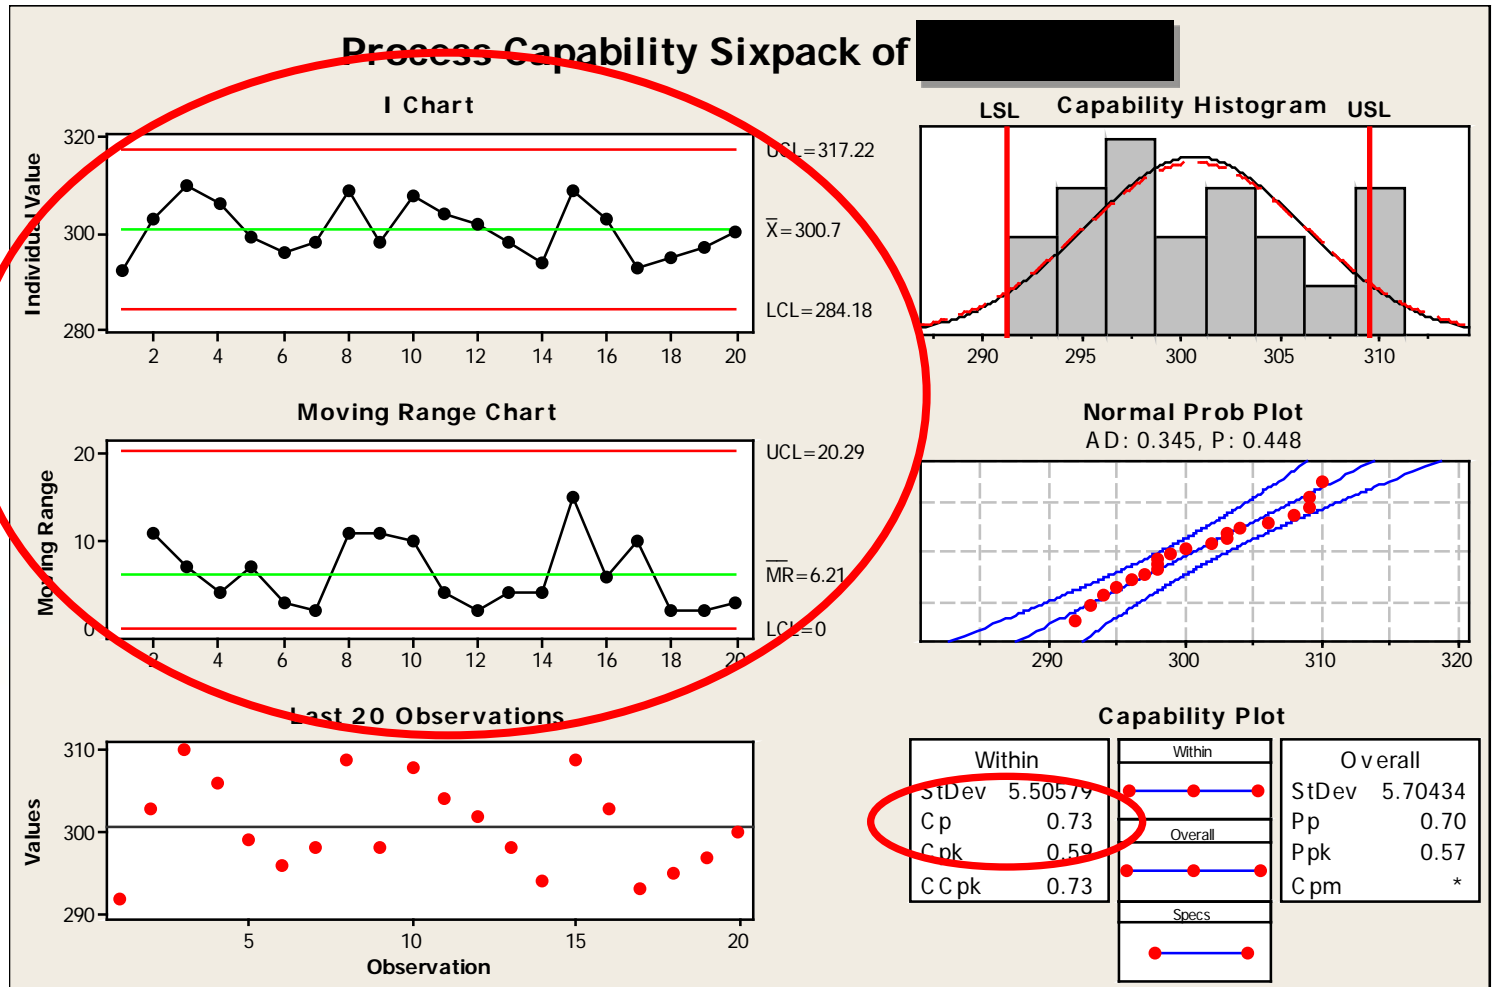 Process Capability Sixpack of
I Chart
Individual Value
320
300
280
UCL=317.22
X=300.7
LCL=284.18
2 4 6 8 10 12 14 16 18 20
LSL Capability Histogram USL
290 295 300 305 310
Moving Range Chart
Moving Range
20
10
0
UCL=20.29
MR=6.21
LCL=0
2 4 6 8 10 12 14 16 18 20
Normal Prob Plot
AD: 0.345, P: 0.448
290 300 310 320
Last 20 Observations
Values
310
300
290
5 10 15 20
Observation
Capability Plot
Within
StDev 5.50579
Cp 0.73
Cpk 0.59
CCpk 0.73
Within
Overall
Specs
Overall
StDev 5.70434
Pp 0.70
Ppk 0.57
Cpm *